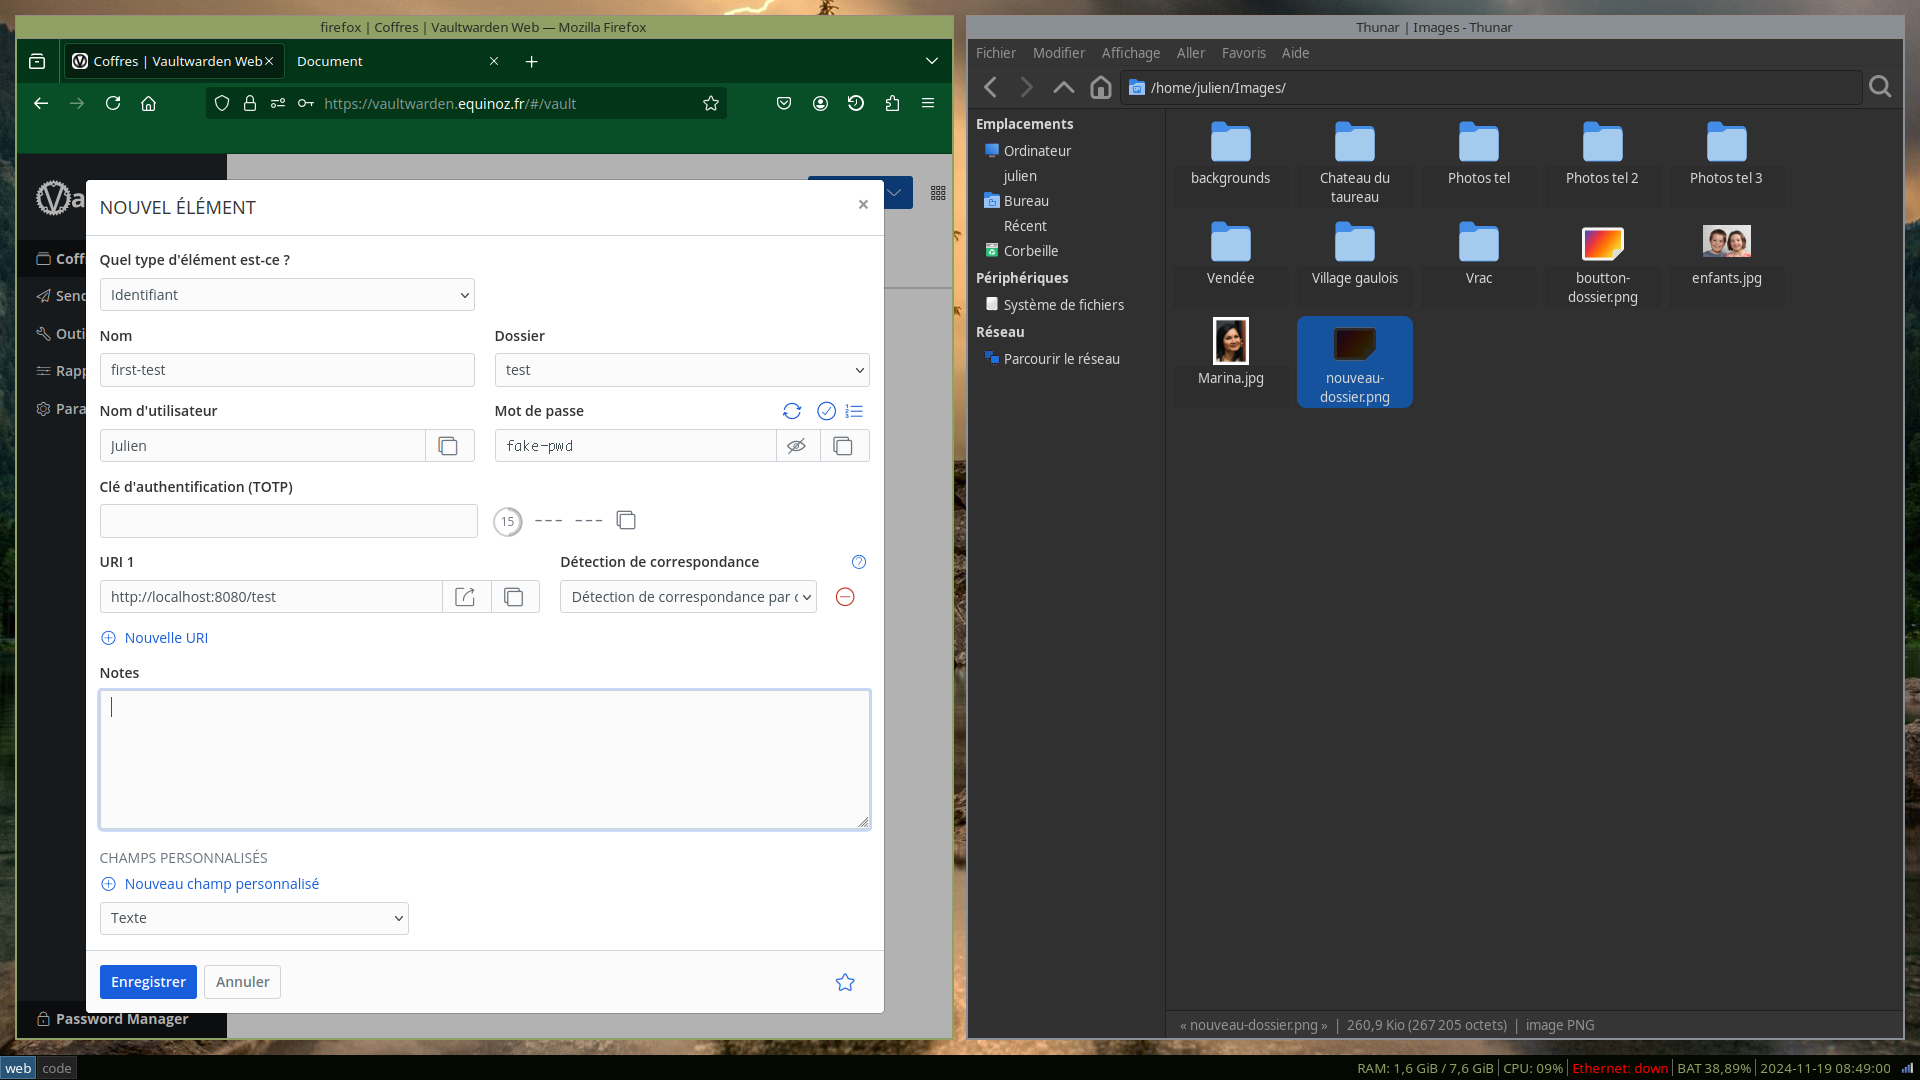 firefox | Coffres | Vaultwarden Web — Mozilla Firefox
Coffres | Vaultwarden Web
Document
https://vaultwarden.equinoz.fr/#/vault
Va
Coff
Send
Outi
Rapp
Para
Password Manager
NOUVEL ÉLÉMENT
Quel type d'élément est-ce ?
Identifiant
Nom
Dossier
first-test
test
Nom d'utilisateur
Mot de passe
Julien
fake-pwd
Clé d'authentification (TOTP)
15 --- ---
URI 1
Détection de correspondance
http://localhost:8080/test
Détection de correspondance par
Nouvelle URI
Notes
CHAMPS PERSONNALISÉS
Nouveau champ personnalisé
Texte
Enregistrer
Annuler
Thunar | Images - Thunar
Fichier Modifier Affichage Aller Favoris Aide
/home/julien/Images/
Emplacements
Ordinateur
julien
Bureau
Récent
Corbeille
Périphériques
Système de fichiers
Réseau
Parcourir le réseau
backgrounds
Chateau du
taureau
Photos tel
Photos tel 2
Photos tel 3
Vendée
Village gaulois
Vrac
boutton-
dossier.png
enfants.jpg
Marina.jpg
nouveau-
dossier.png
« nouveau-dossier.png » | 260,9 Kio (267 205 octets) | image PNG
web code
RAM: 1,6 GiB / 7,6 GiB | CPU: 09% | Ethernet: down | BAT 38,89% | 2024-11-19 08:49:00